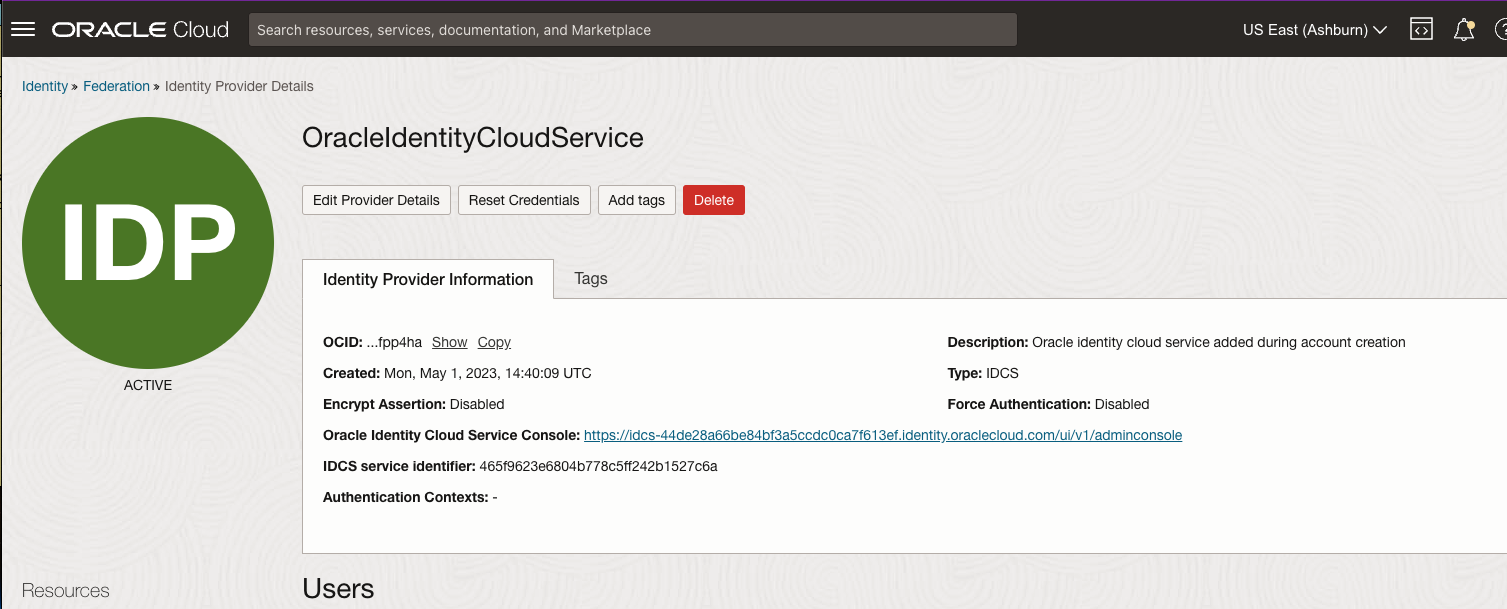 ORACLE Cloud
Search resources, services, documentation, and Marketplace
US East (Ashburn)
Identity » Federation » Identity Provider Details
IDP
ACTIVE
OracleIdentityCloudService
Edit Provider Details
Reset Credentials
Add tags
Delete
Identity Provider Information
Tags
OCID: ...fpp4ha Show Copy
Description: Oracle identity cloud service added during account creation
Created: Mon, May 1, 2023, 14:40:09 UTC
Type: IDCS
Encrypt Assertion: Disabled
Force Authentication: Disabled
Oracle Identity Cloud Service Console: https://idcs-44de28a66be84bf3a5ccdc0ca7f613ef.identity.oraclecloud.com/ui/v1/adminconsole
IDCS service identifier: 465f9623e6804b778c5ff242b1527c6a
Authentication Contexts: -
Resources
Users